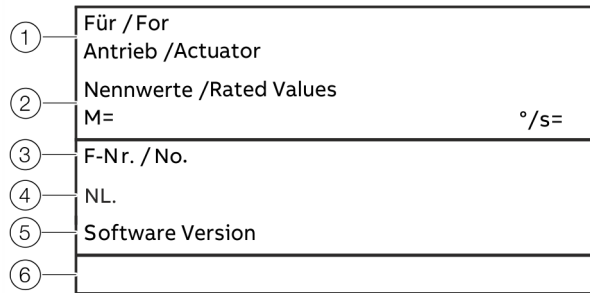 1 Für / For
Antrieb / Actuator
2 Nennwerte / Rated Values
M= °/s=
3 F-Nr. / No.
4 NL.
5 Software Version
6